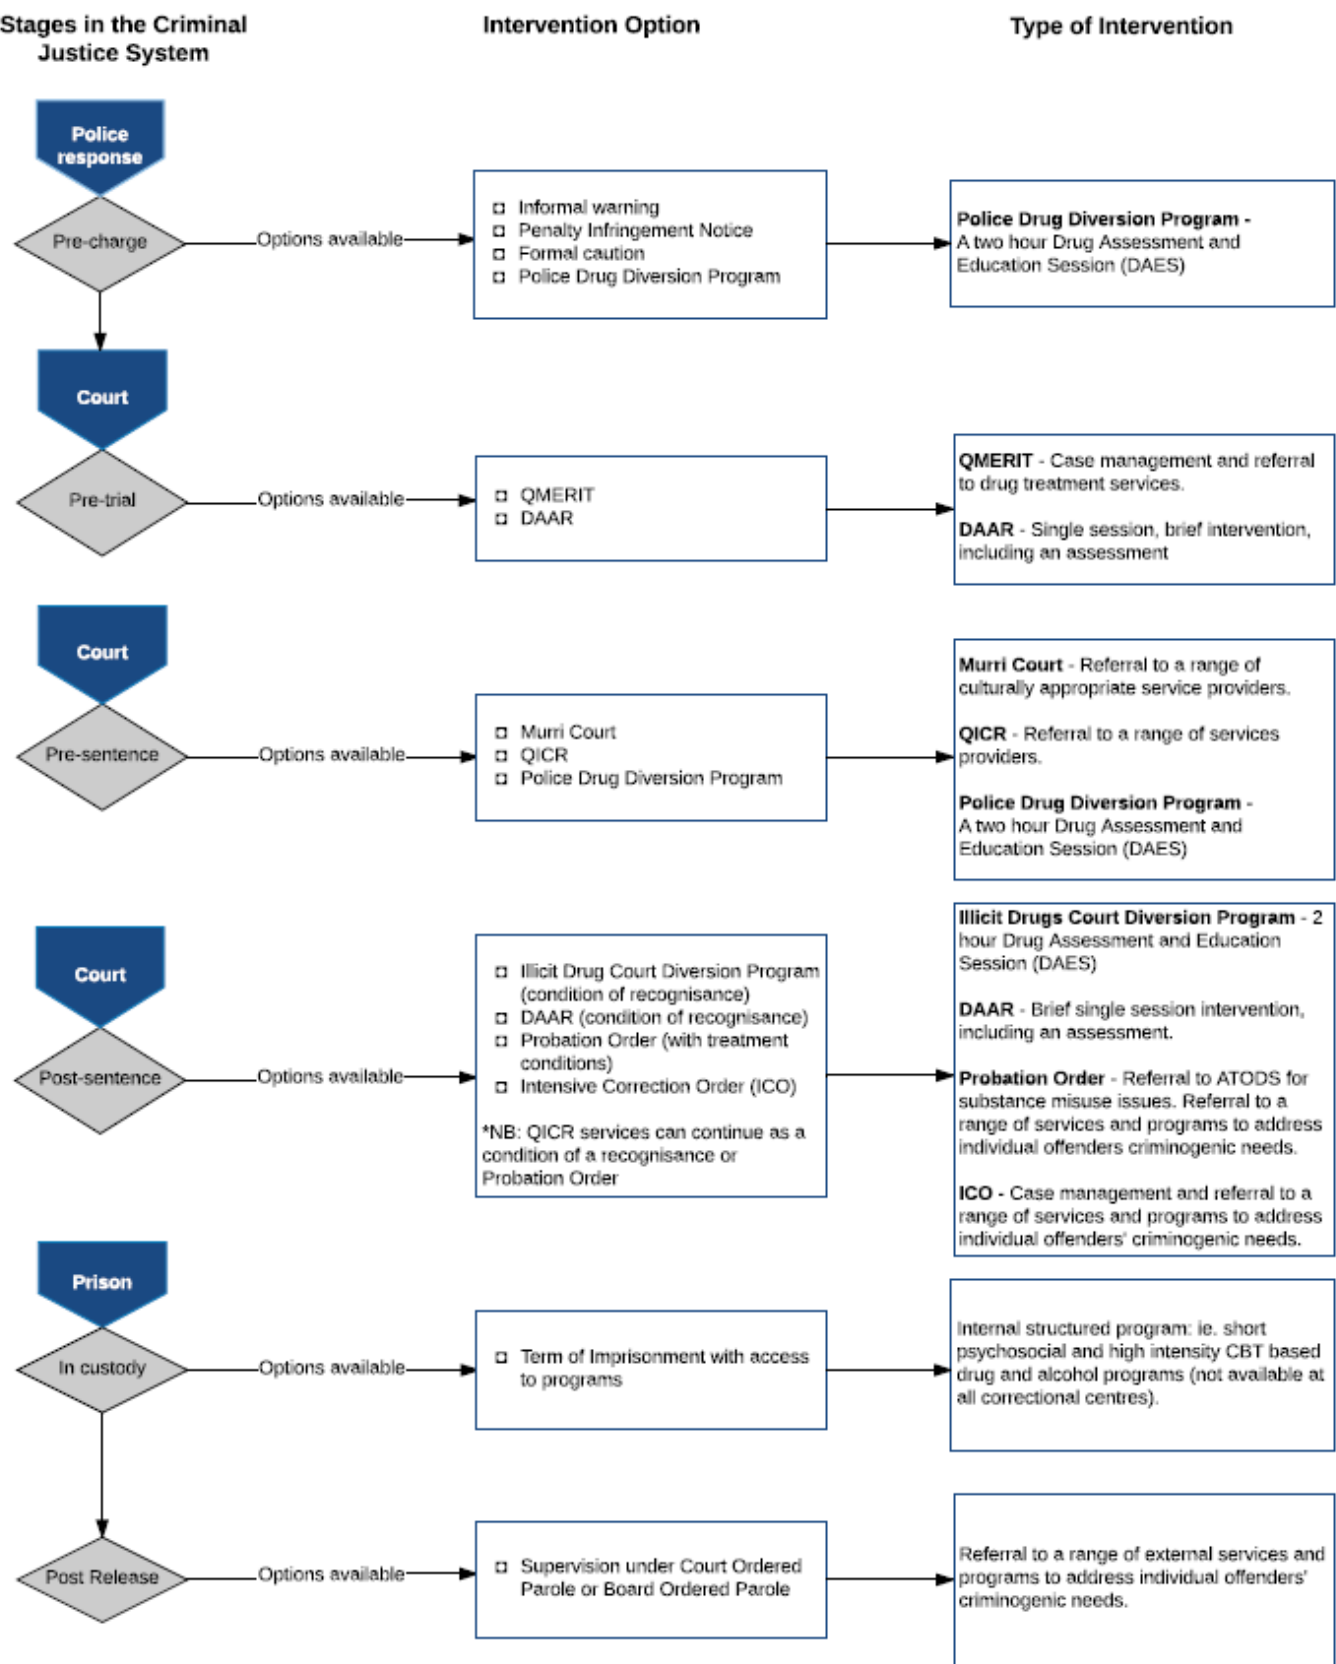 Stages in the Criminal
Justice System
Intervention Option
Type of Intervention
Police
response
Pre-charge
Options available
Informal warning
Penalty Infringement Notice
Formal caution
Police Drug Diversion Program
Police Drug Diversion Program -
A two hour Drug Assessment and
Education Session (DAES)
Court
Pre-trial
Options available
QMERIT
DAAR
QMERIT - Case management and referral
to drug treatment services.
DAAR - Single session, brief intervention,
including an assessment
Court
Pre-sentence
Options available
Murri Court
QICR
Police Drug Diversion Program
Murri Court - Referral to a range of
culturally appropriate service providers.
QICR - Referral to a range of services
providers.
Police Drug Diversion Program -
A two hour Drug Assessment and
Education Session (DAES)
Court
Post-sentence
Options available
Illicit Drug Court Diversion Program
(condition of recognisance)
DAAR (condition of recognisance)
Probation Order (with treatment
conditions)
Intensive Correction Order (ICO)
*NB: QICR services can continue as a
condition of a recognisance or
Probation Order
Illicit Drugs Court Diversion Program - 2
hour Drug Assessment and Education
Session (DAES)
DAAR - Brief single session intervention,
including an assessment.
Probation Order - Referral to ATODS for
substance misuse issues. Referral to a
range of services and programs to address
individual offenders criminogenic needs.
ICO - Case management and referral to a
range of services and programs to address
individual offenders' criminogenic needs.
Prison
In custody
Options available
Term of Imprisonment with access
to programs
Internal structured program: ie. short
psychosocial and high intensity CBT based
drug and alcohol programs (not available at
all correctional centres).
Post Release
Options available
Supervision under Court Ordered
Parole or Board Ordered Parole
Referral to a range of external services and
programs to address individual offenders'
criminogenic needs.